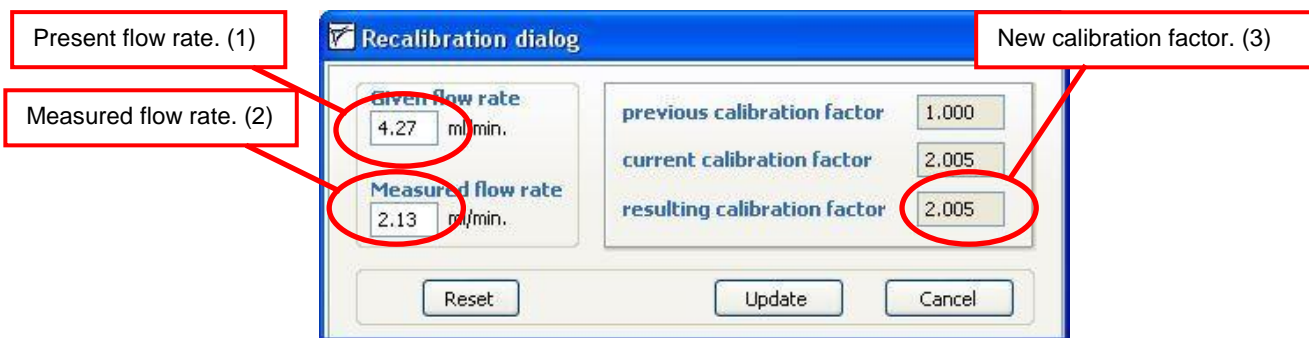 Present flow rate. (1)
Measured flow rate. (2)
New calibration factor. (3)
Recalibration dialog
Given flow rate
4.27 ml/min.
Measured flow rate
2.13 ml/min.
previous calibration factor 1.000
current calibration factor 2.005
resulting calibration factor 2.005
Reset Update Cancel